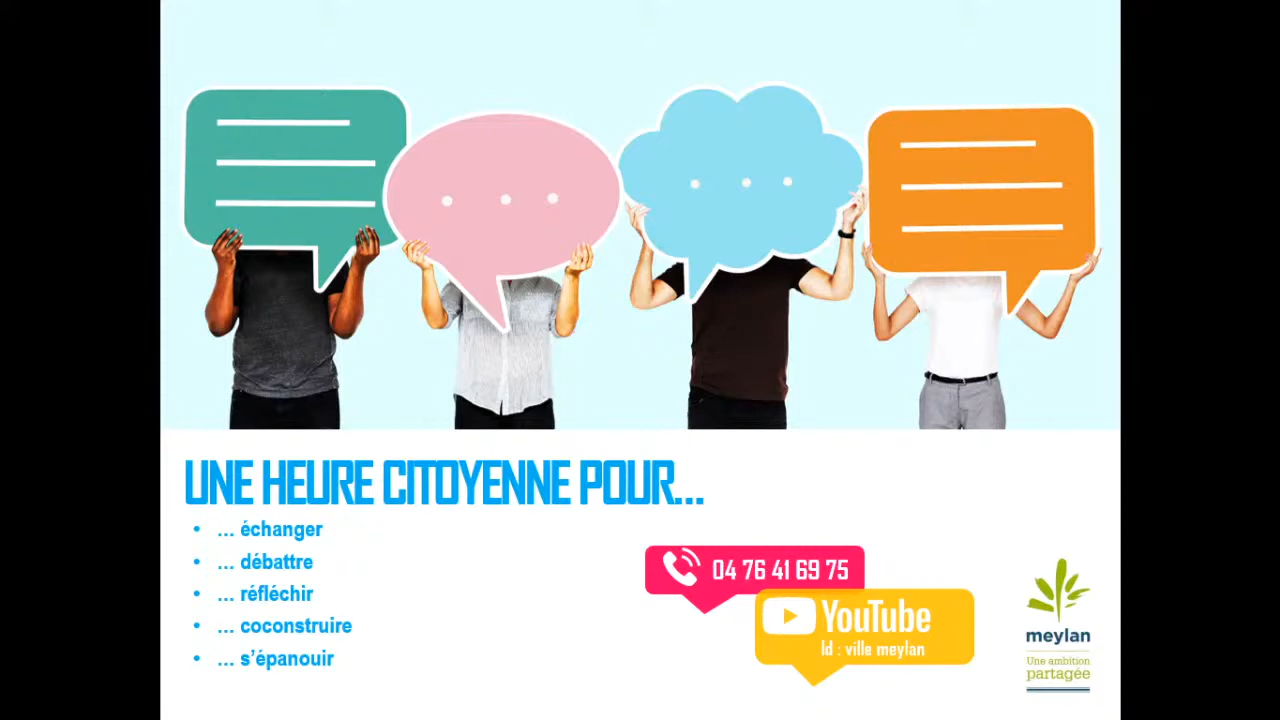 UNE HEURE CITOYENNE POUR...
• ... échanger
• ... débattre
• ... réfléchir
• ... coconstruire
• ... s'épanouir
04 76 41 69 75
YouTube
Id : ville meylan
meylan
Une ambition
partagée